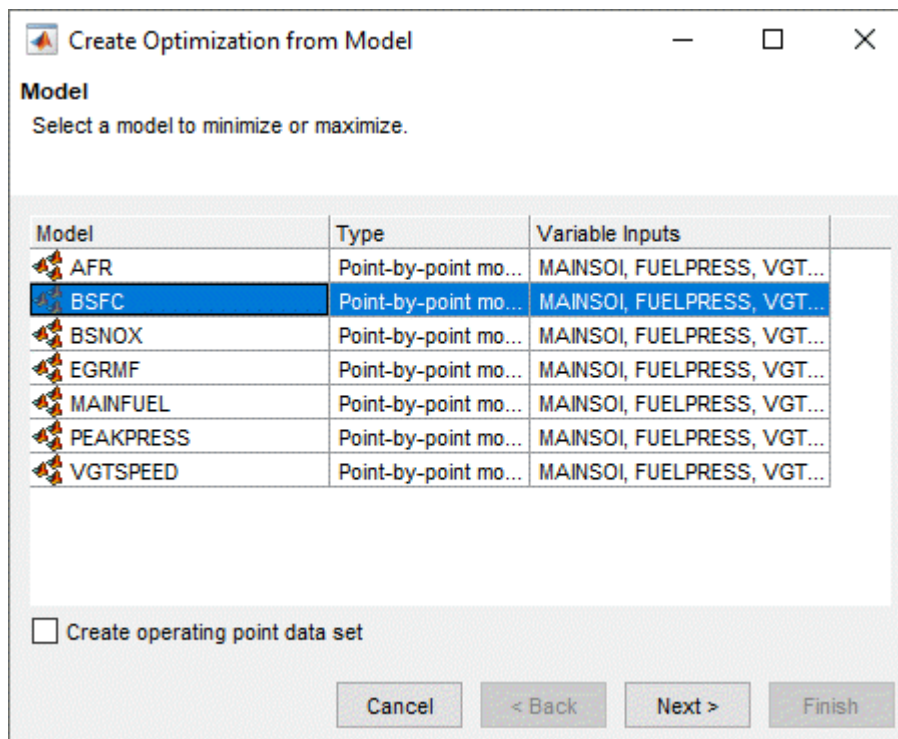 Create Optimization from Model
Model
Select a model to minimize or maximize.
Model Type Variable Inputs
AFR Point-by-point mo... MAINSOI, FUELPRESS, VGT...
BSFC Point-by-point mo... MAINSOI, FUELPRESS, VGT...
BSNOX Point-by-point mo... MAINSOI, FUELPRESS, VGT...
EGRMF Point-by-point mo... MAINSOI, FUELPRESS, VGT...
MAINFUEL Point-by-point mo... MAINSOI, FUELPRESS, VGT...
PEAKPRESS Point-by-point mo... MAINSOI, FUELPRESS, VGT...
VGTSPEED Point-by-point mo... MAINSOI, FUELPRESS, VGT...
Create operating point data set
Cancel < Back Next > Finish